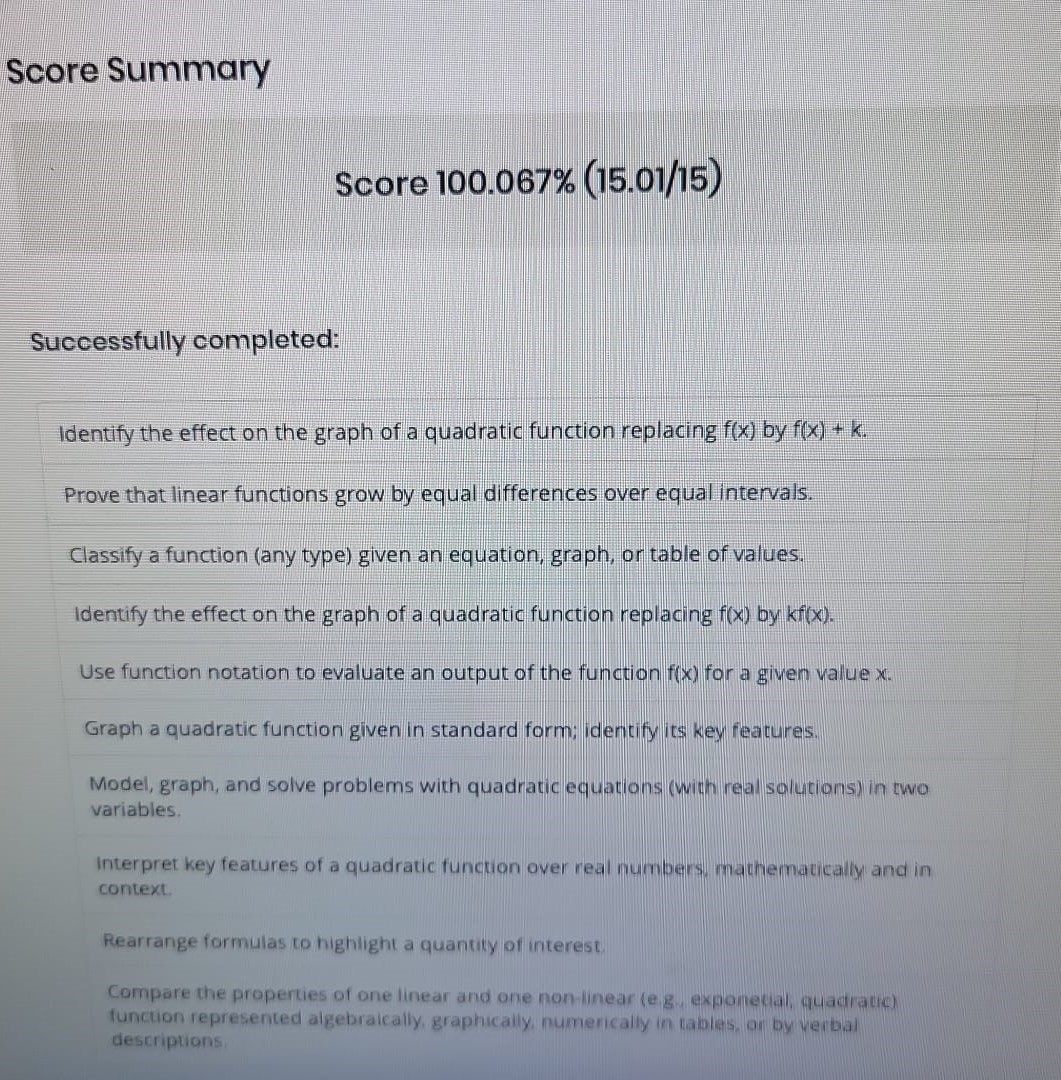 Score Summary
Score 100.067% (15.01/15)
Successfully completed:
Identify the effect on the graph of a quadratic function replacing f(x) by f(x) + k.
Prove that linear functions grow by equal differences over equal intervals.
Classify a function (any type) given an equation, graph, or table of values.
Identify the effect on the graph of a quadratic function replacing f(x) by kf(x).
Use function notation to evaluate an output of the function f(x) for a given value x.
Graph a quadratic function given in standard form; identify its key features.
Model, graph, and solve problems with quadratic equations (with real solutions) in two
variables.
Interpret key features of a quadratic function over real numbers, mathematically and in
context.
Rearrange formulas to highlight a quantity of interest.
Compare the properties of one linear and one non-linear (e.g., exponetial, quadratic)
function represented algebraically, graphically, numerically in tables, or by verbal
descriptions.